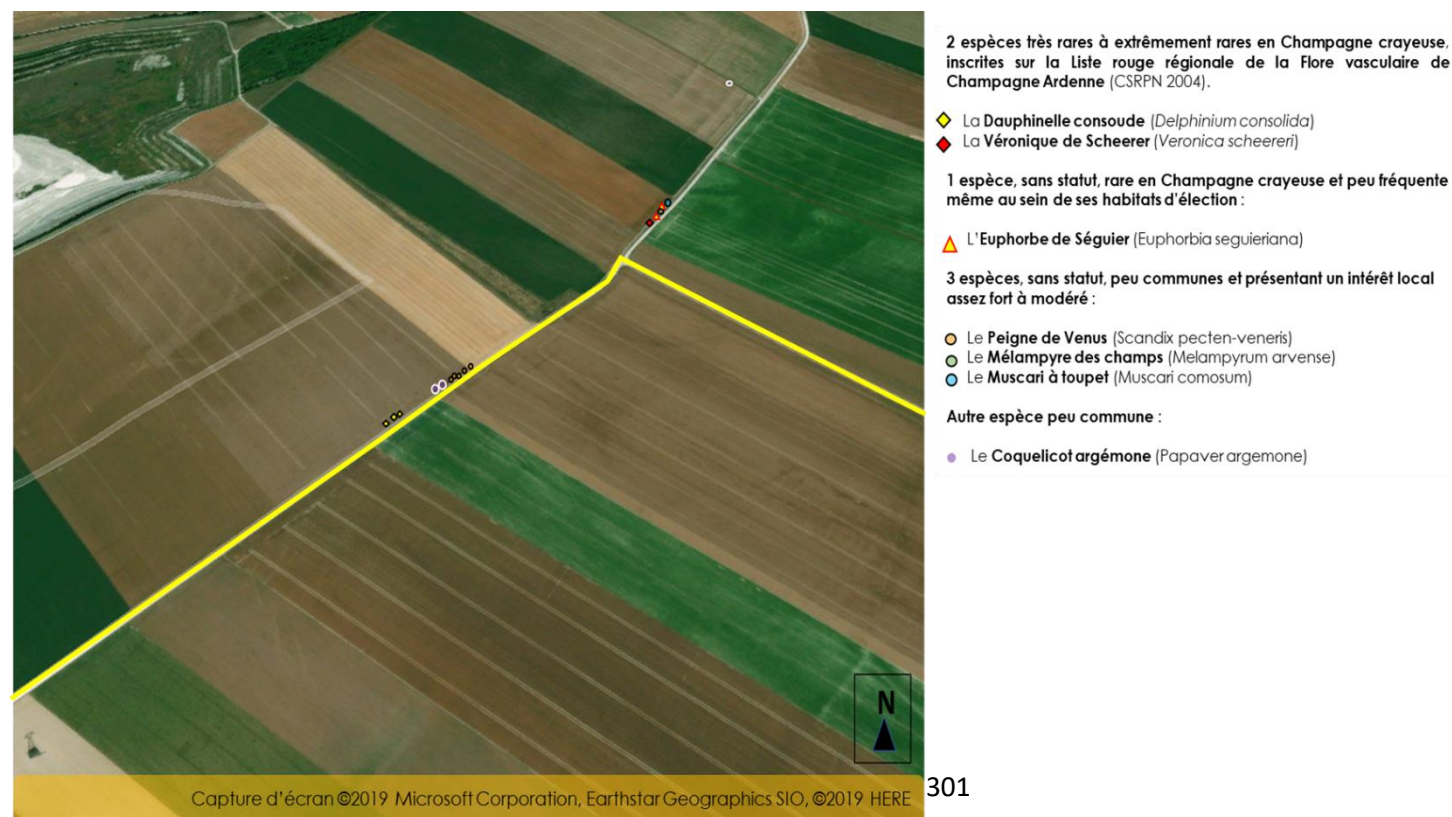 2 espèces très rares à extrêmement rares en Champagne crayeuse,
inscrites sur la Liste rouge régionale de la Flore vasculaire de
Champagne Ardenne (CSRPN 2004).
La Dauphinelle consoude (Delphinium consolida)
La Véronique de Scheerer (Veronica scheereri)
1 espèce, sans statut, rare en Champagne crayeuse et peu fréquente
même au sein de ses habitats d'élection :
L'Euphorbe de Séguier (Euphorbia seguieriana)
3 espèces, sans statut, peu communes et présentant un intérêt local
assez fort à modéré :
Le Peigne de Venus (Scandix pecten-veneris)
Le Mélampyre des champs (Melampyrum arvense)
Le Muscari à toupet (Muscari comosum)
Autre espèce peu commune :
Le Coquelicot argémone (Papaver argemone)
N
Capture d'écran ©2019 Microsoft Corporation, Earthstar Geographics SIO, ©2019 HERE
301